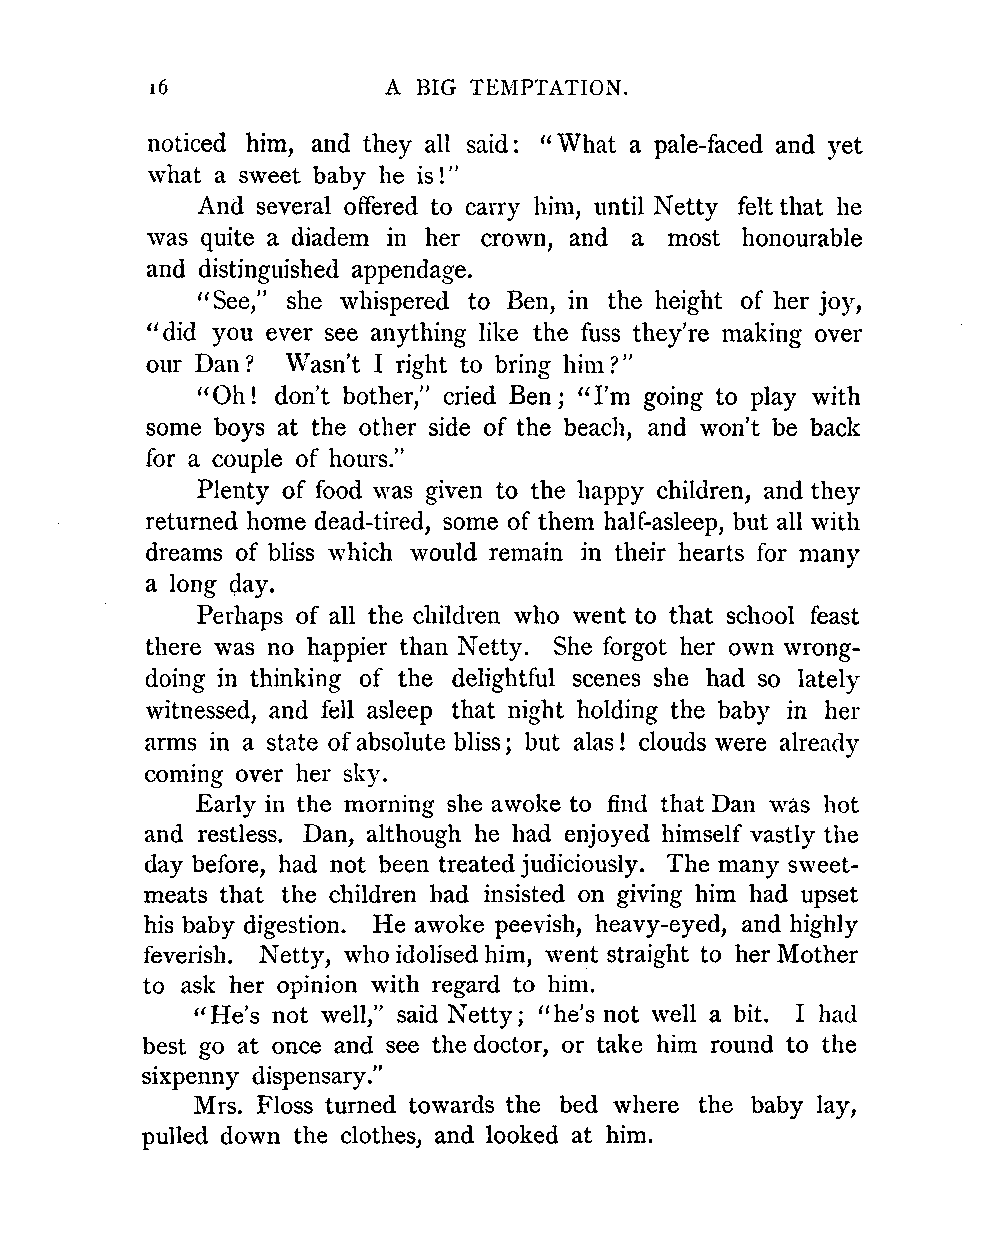 16 A BIG TEMPTATION.
noticed him, and they all said: "What a pale-faced and yet
what a sweet baby he is!"
And several offered to carry him, until Netty felt that he
was quite a diadem in her crown, and a most honourable
and distinguished appendage.
"See," she whispered to Ben, in the height of her joy,
"did you ever see anything like the fuss they're making over
our Dan? Wasn't I right to bring him?"
"Oh! don't bother," cried Ben; "I'm going to play with
some boys at the other side of the beach, and won't be back
for a couple of hours."
Plenty of food was given to the happy children, and they
returned home dead-tired, some of them half-asleep, but all with
dreams of bliss which would remain in their hearts for many
a long day.
Perhaps of all the children who went to that school feast
there was no happier than Netty. She forgot her own wrong-
doing in thinking of the delightful scenes she had so lately
witnessed, and fell asleep that night holding the baby in her
arms in a state of absolute bliss; but alas! clouds were already
coming over her sky.
Early in the morning she awoke to find that Dan was hot
and restless. Dan, although he had enjoyed himself vastly the
day before, had not been treated judiciously. The many sweet-
meats that the children had insisted on giving him had upset
his baby digestion. He awoke peevish, heavy-eyed, and highly
feverish. Netty, who idolised him, went straight to her Mother
to ask her opinion with regard to him.
"He's not well," said Netty; "he's not well a bit. I had
best go at once and see the doctor, or take him round to the
sixpenny dispensary."
Mrs. Floss turned towards the bed where the baby lay,
pulled down the clothes, and looked at him.